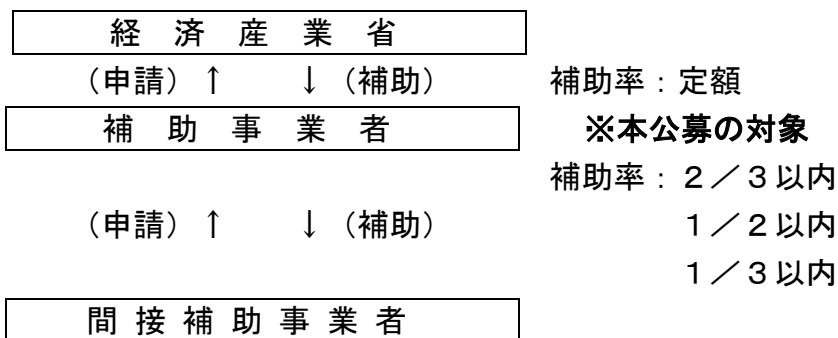 経済産業省
（申請）↑　　↓（補助）　　補助率：定額
補助事業者　　※本公募の対象
補助率：２／３以内
（申請）↑　　↓（補助）　　１／２以内
１／３以内
間接補助事業者